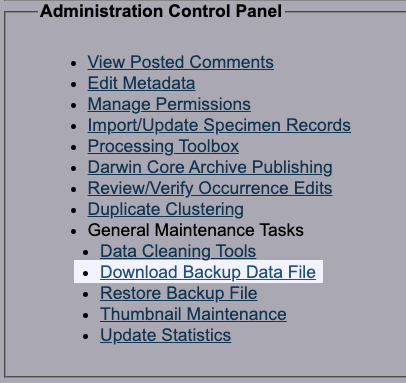 Administration Control Panel
View Posted Comments
Edit Metadata
Manage Permissions
Import/Update Specimen Records
Processing Toolbox
Darwin Core Archive Publishing
Review/Verify Occurrence Edits
Duplicate Clustering
General Maintenance Tasks
Data Cleaning Tools
Download Backup Data File
Restore Backup File
Thumbnail Maintenance
Update Statistics